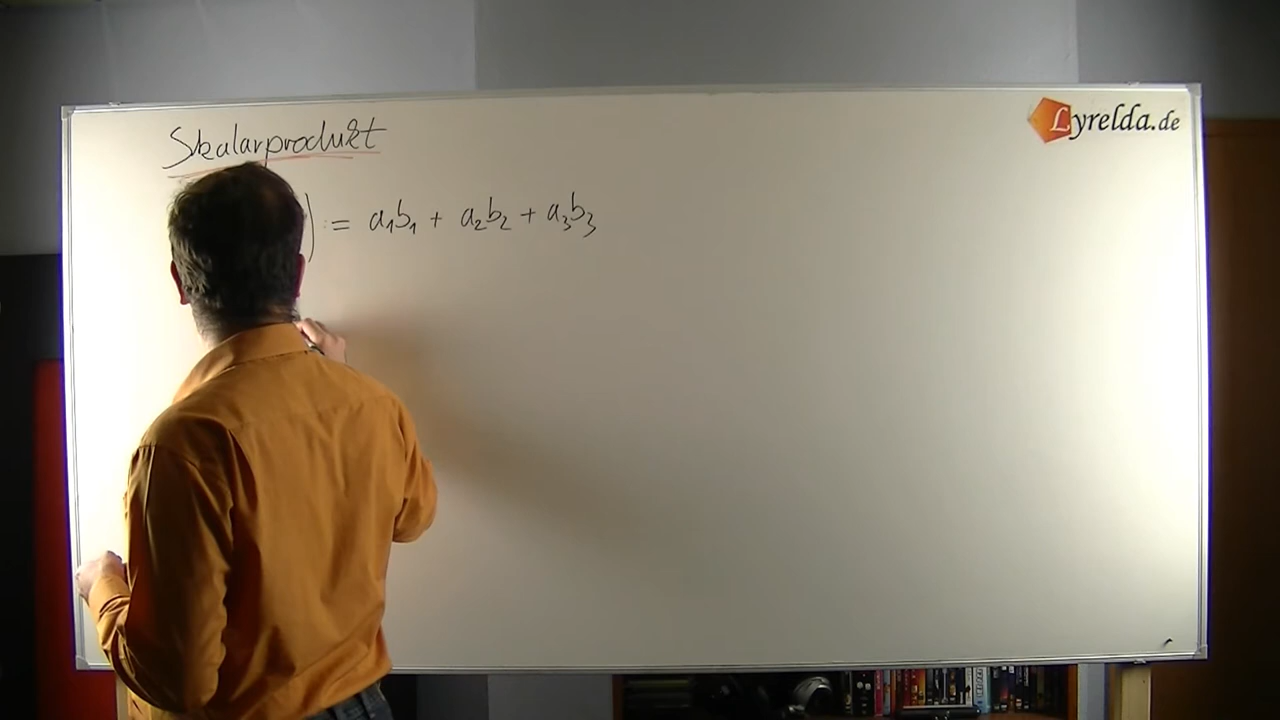 Skalarprodukt
Lyrelda.de
) := a₁b₁ + a₂b₂ + a₃b₃